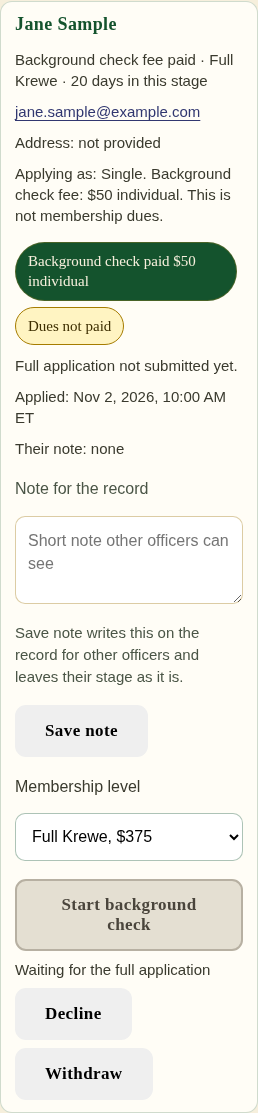 Jane Sample
Background check fee paid · Full
Krewe · 20 days in this stage
jane.sample@example.com
Address: not provided
Applying as: Single. Background
check fee: $50 individual. This is
not membership dues.
Background check paid $50
individual
Dues not paid
Full application not submitted yet.
Applied: Nov 2, 2026, 10:00 AM
ET
Their note: none
Note for the record
Short note other officers can
see
Save note writes this on the
record for other officers and
leaves their stage as it is.
Save note
Membership level
Full Krewe, $375
Start background
check
Waiting for the full application
Decline
Withdraw